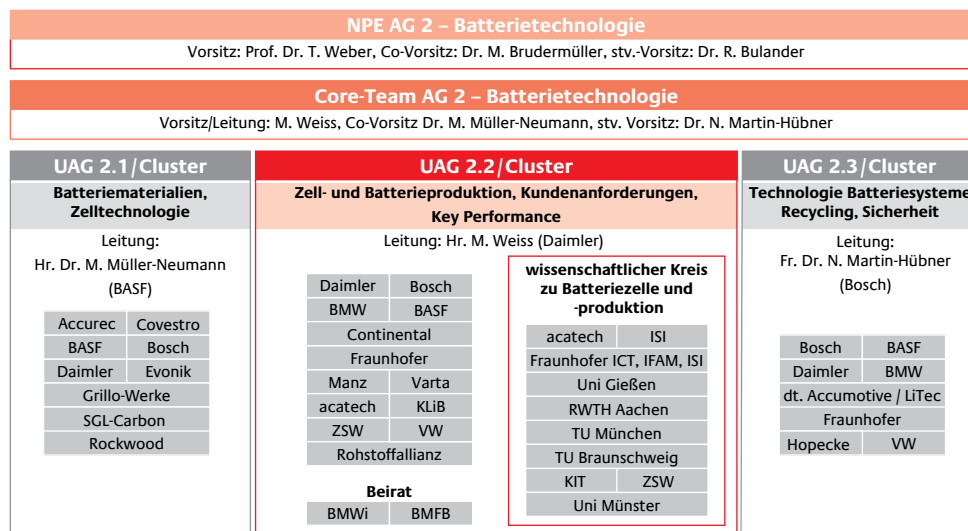 NPE AG 2 – Batterietechnologie
Vorsitz: Prof. Dr. T. Weber, Co-Vorsitz: Dr. M. Brudermüller, stv.-Vorsitz: Dr. R. Bulander
Core-Team AG 2 – Batterietechnologie
Vorsitz/Leitung: M. Weiss, Co-Vorsitz Dr. M. Müller-Neumann, stv. Vorsitz: Dr. N. Martin-Hübner
UAG 2.1/Cluster
Batteriematerialien,
Zelltechnologie
Leitung:
Hr. Dr. M. Müller-Neumann
(BASF)
Accurec Covestro
BASF Bosch
Daimler Evonik
Grillo-Werke
SGL-Carbon
Rockwood
UAG 2.2/Cluster
Zell- und Batterieproduktion, Kundenanforderungen,
Key Performance
Leitung: Hr. M. Weiss (Daimler)
Daimler Bosch
BMW BASF
Continental
Fraunhofer
Manz Varta
acatech KLiB
ZSW VW
Rohstoffallianz
Beirat
BMWi BMFB
wissenschaftlicher Kreis
zu Batteriezelle und
-produktion
acatech ISI
Fraunhofer ICT, IFAM, ISI
Uni Gießen
RWTH Aachen
TU München
TU Braunschweig
KIT ZSW
Uni Münster
UAG 2.3/Cluster
Technologie Batteriesysteme
Recycling, Sicherheit
Leitung:
Fr. Dr. N. Martin-Hübner
(Bosch)
Bosch BASF
Daimler BMW
dt. Accumotive / LiTec
Fraunhofer
Hopecke VW